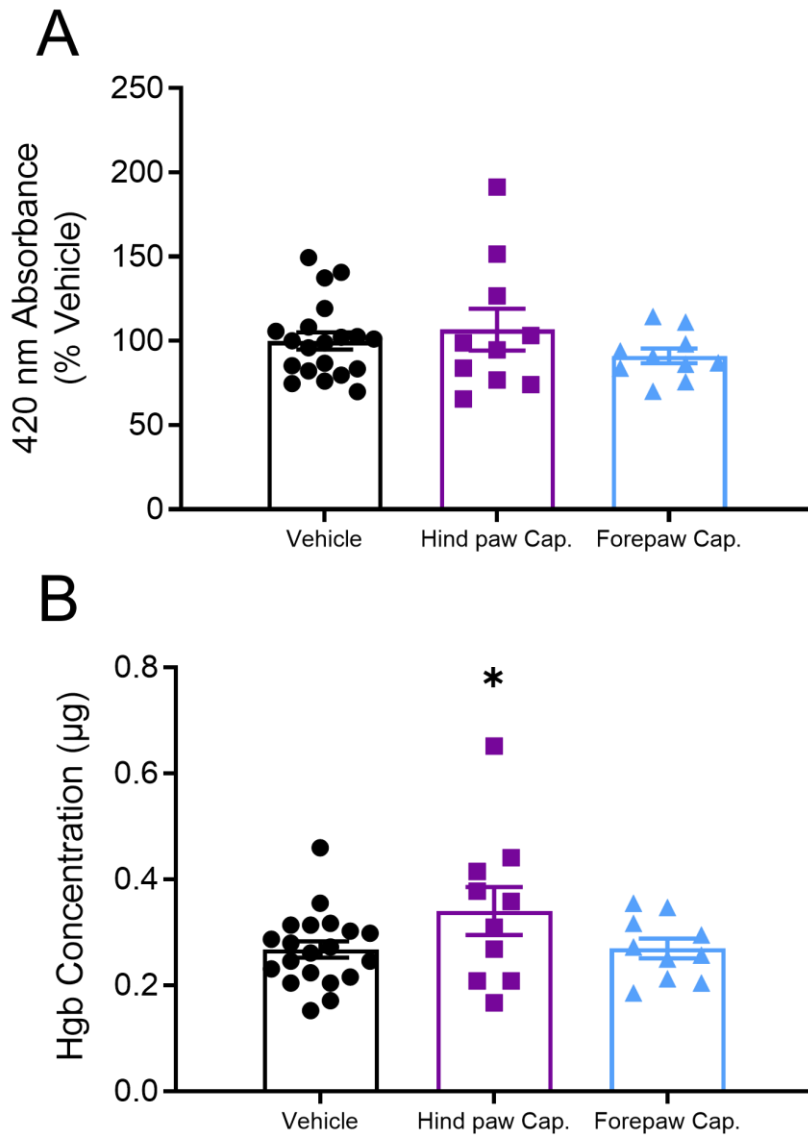 A
420 nm Absorbance
(% Vehicle)
250
200
150
100
50
0
Vehicle
Hind paw Cap.
Forepaw Cap.
B
Hgb Concentration (µg)
0.8
0.6
0.4
0.2
0.0
*
Vehicle
Hind paw Cap.
Forepaw Cap.